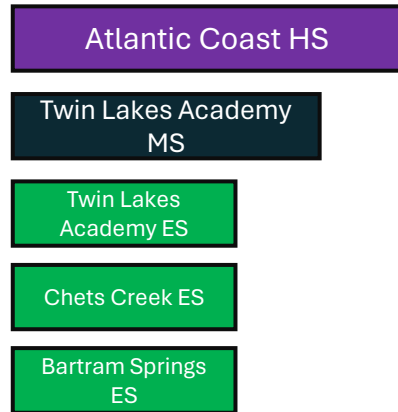 Atlantic Coast HS
Twin Lakes Academy
MS
Twin Lakes
Academy ES
Chets Creek ES
Bartram Springs
ES